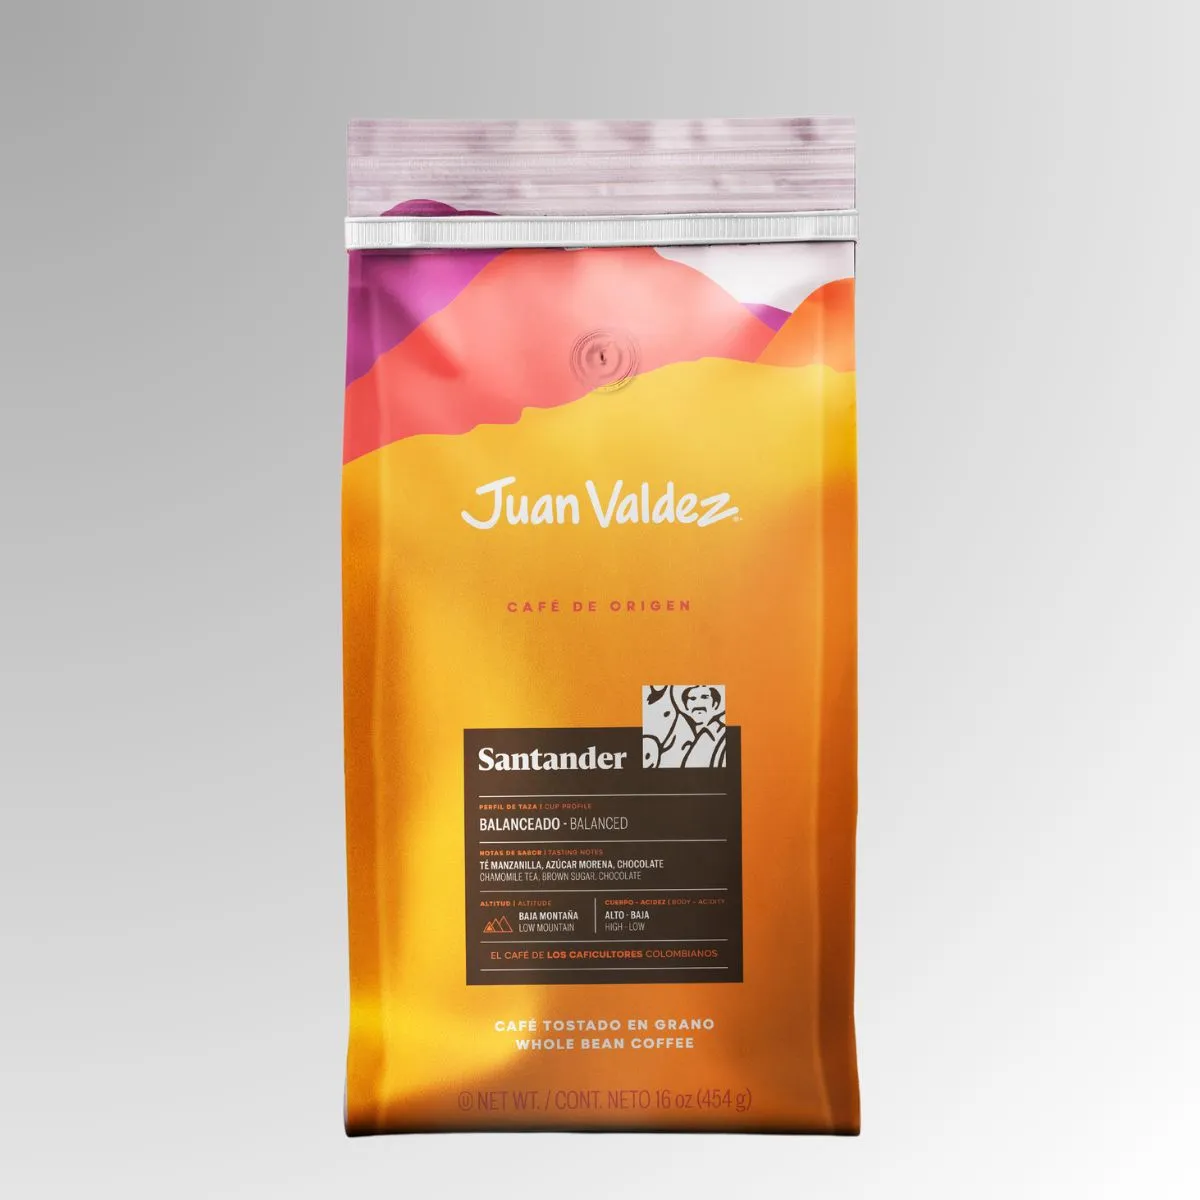 Juan Valdez
CAFÉ DE ORIGEN
Santander
PERFIL DE TAZA | CUP PROFILE
BALANCEADO - BALANCED
NOTAS DE SABOR | TASTING NOTES
TÉ MANZANILLA, AZÚCAR MORENA, CHOCOLATE
CHAMOMILE TEA, BROWN SUGAR, CHOCOLATE
ALTITUD | ALTITUDE
BAJA MONTAÑA
LOW MOUNTAIN
CUERPO - ACIDEZ | BODY - ACIDITY
ALTO - BAJA
HIGH - LOW
EL CAFÉ DE LOS CAFICULTORES COLOMBIANOS
CAFÉ TOSTADO EN GRANO
WHOLE BEAN COFFEE
Ⓤ NET WT. / CONT. NETO 16 oz (454 g)